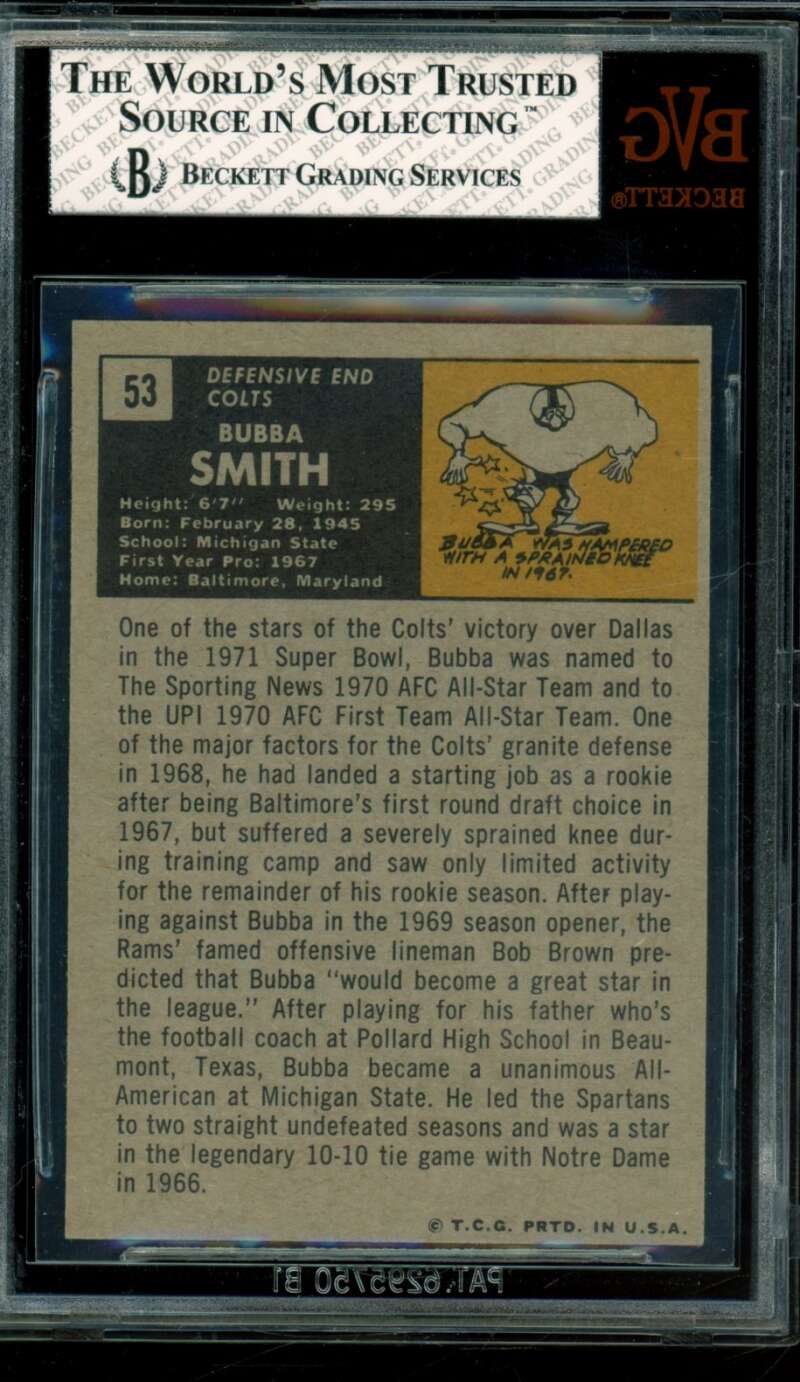 THE WORLD'S MOST TRUSTED
SOURCE IN COLLECTING™
B BECKETT GRADING SERVICES
BVG
BECKETT®
53
DEFENSIVE END
COLTS
BUBBA
SMITH
Height: 6'7" Weight: 295
Born: February 28, 1945
School: Michigan State
First Year Pro: 1967
Home: Baltimore, Maryland
BUBBA WAS HAMPERED
WITH A SPRAINED KNEE
IN 1967.
One of the stars of the Colts' victory over Dallas
in the 1971 Super Bowl, Bubba was named to
The Sporting News 1970 AFC All-Star Team and to
the UPI 1970 AFC First Team All-Star Team. One
of the major factors for the Colts' granite defense
in 1968, he had landed a starting job as a rookie
after being Baltimore's first round draft choice in
1967, but suffered a severely sprained knee dur-
ing training camp and saw only limited activity
for the remainder of his rookie season. After play-
ing against Bubba in the 1969 season opener, the
Rams' famed offensive lineman Bob Brown pre-
dicted that Bubba "would become a great star in
the league." After playing for his father who's
the football coach at Pollard High School in Beau-
mont, Texas, Bubba became a unanimous All-
American at Michigan State. He led the Spartans
to two straight undefeated seasons and was a star
in the legendary 10-10 tie game with Notre Dame
in 1966.
© T.C.G. PRTD. IN U.S.A.
PAT. 6295750 B1